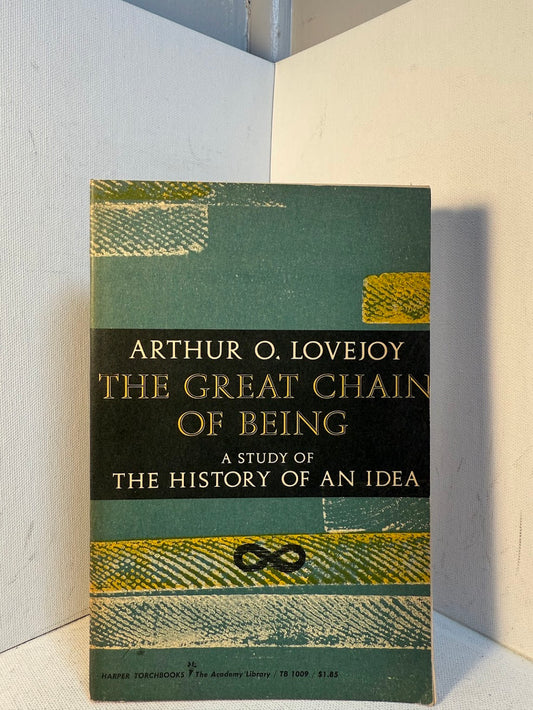 ARTHUR O. LOVEJOY
THE GREAT CHAIN
OF BEING
A STUDY OF
THE HISTORY OF AN IDEA
HARPER TORCHBOOKS / The Academy Library / TB 1009 / $1.85